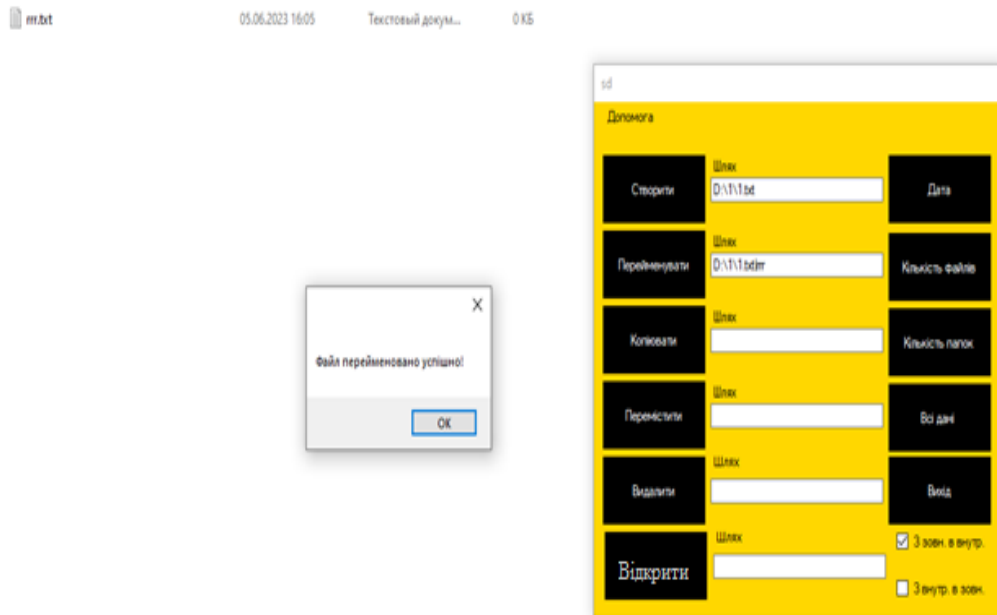 rrr.txt 05.06.2023 16:05 Текстовый докум... 0 КБ
sd
Допомога
Створити
Шлях
D:\1\1.txt
Дата
Перейменувати
Шлях
D:\1\1.txt|rrr
Кількість файлів
Копіювати
Шлях
Кількість папок
Перемістити
Шлях
Всі дані
Видалити
Шлях
Вихід
Відкрити
Шлях
З зовн. в внутр.
З внутр. в зовн.
X
Файл перейменовано успішно!
OK